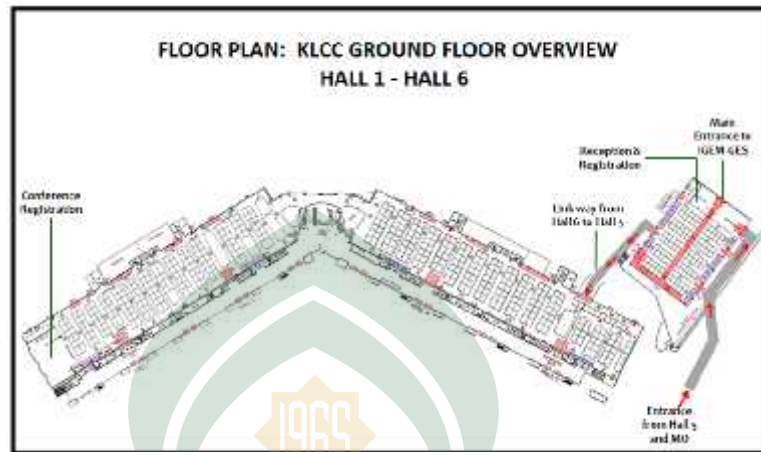 FLOOR PLAN: KLCC GROUND FLOOR OVERVIEW
HALL 1 - HALL 6
Main
Entrance to
IGEM-GES
Reception &
Registration
Conference
Registration
Linkway from
Hall 6 to Hall 5
Entrance
from Hall 5
and MO
1965